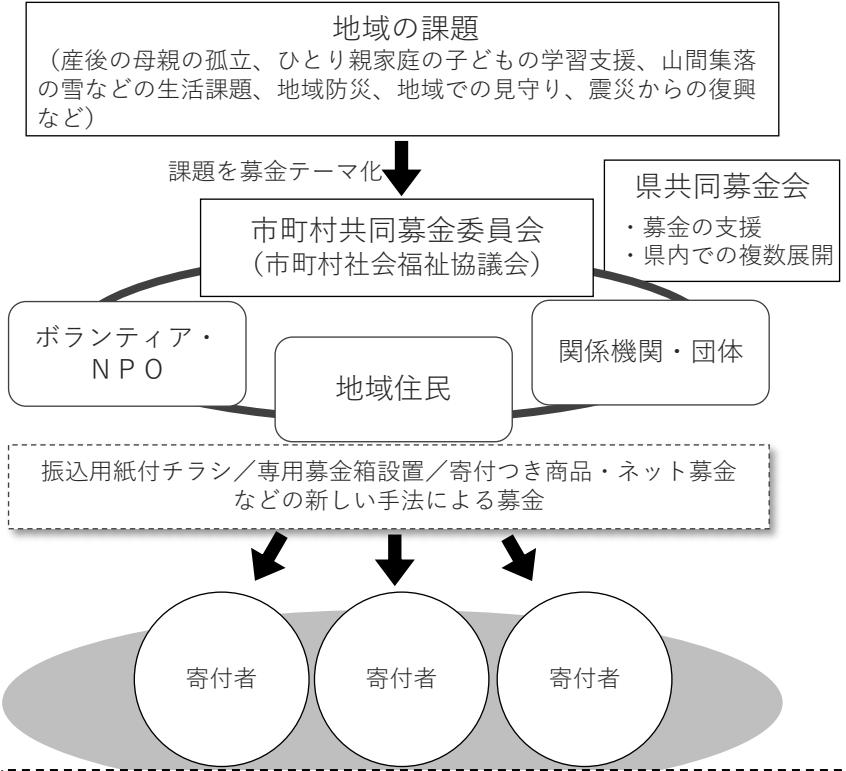 地域の課題
（産後の母親の孤立、ひとり親家庭の子どもの学習支援、山間集落
の雪などの生活課題、地域防災、地域での見守り、震災からの復興
など）
課題を募金テーマ化
県共同募金会
・募金の支援
・県内での複数展開
市町村共同募金委員会
（市町村社会福祉協議会）
ボランティア・
ＮＰＯ
関係機関・団体
地域住民
振込用紙付チラシ／専用募金箱設置／寄付つき商品・ネット募金
などの新しい手法による募金
寄付者
寄付者
寄付者